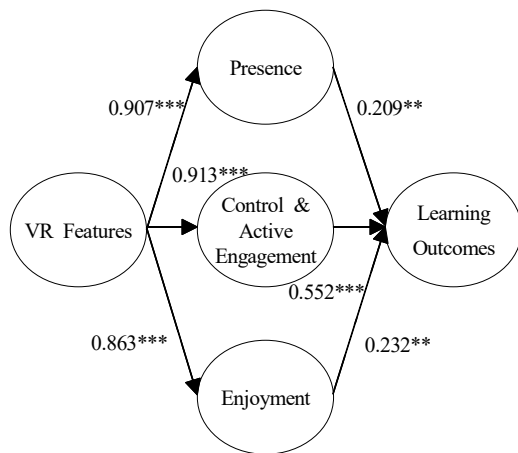 Presence
0.907***
0.209**
0.913***
VR Features
Control &
Active
Engagement
Learning
Outcomes
0.552***
0.863***
0.232**
Enjoyment